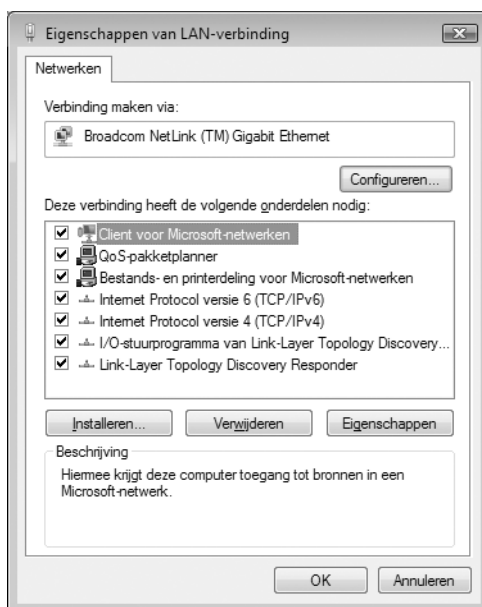 Eigenschappen van LAN-verbinding
Netwerken
Verbinding maken via:
Broadcom NetLink (TM) Gigabit Ethernet
Configureren...
Deze verbinding heeft de volgende onderdelen nodig:
Client voor Microsoft-netwerken
QoS-pakketplanner
Bestands- en printerdeling voor Microsoft-netwerken
Internet Protocol versie 6 (TCP/IPv6)
Internet Protocol versie 4 (TCP/IPv4)
I/O-stuurprogramma van Link-Layer Topology Discovery...
Link-Layer Topology Discovery Responder
Installeren... Verwijderen Eigenschappen
Beschrijving
Hiermee krijgt deze computer toegang tot bronnen in een
Microsoft-netwerk.
OK Annuleren